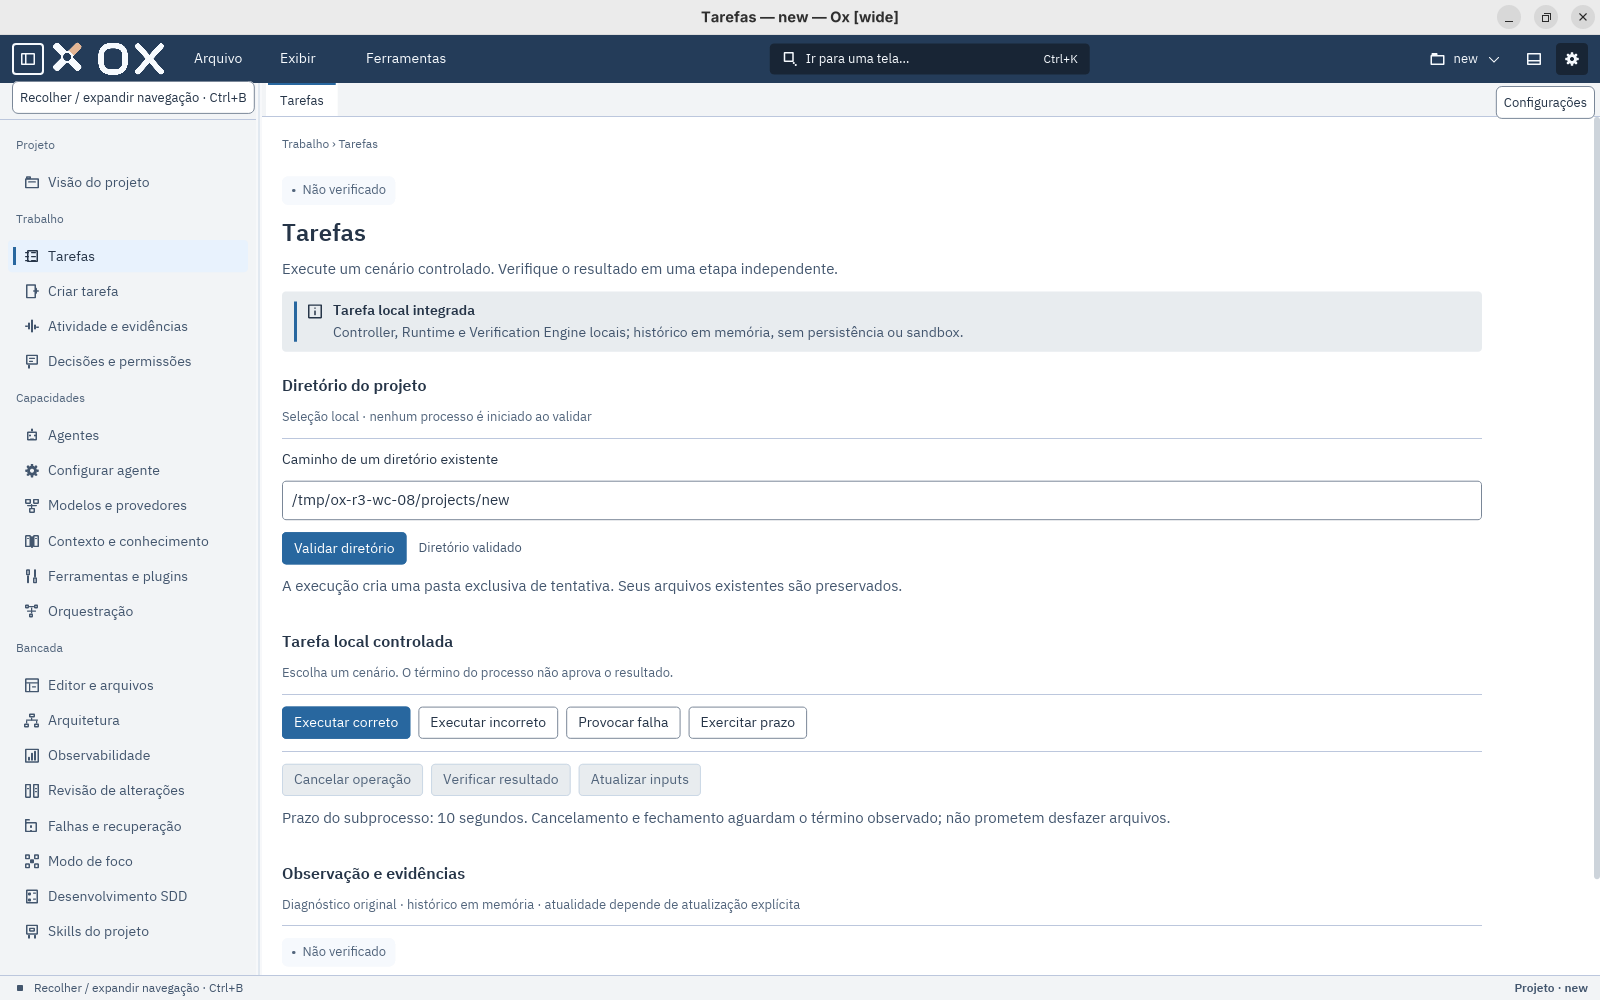 Tarefas — new — Ox [wide]
OX
Arquivo
Exibir
Ferramentas
Ir para uma tela...
Ctrl+K
new
Recolher / expandir navegação · Ctrl+B
Tarefas
Configurações
Projeto
Visão do projeto
Trabalho
Tarefas
Criar tarefa
Atividade e evidências
Decisões e permissões
Capacidades
Agentes
Configurar agente
Modelos e provedores
Contexto e conhecimento
Ferramentas e plugins
Orquestração
Bancada
Editor e arquivos
Arquitetura
Observabilidade
Revisão de alterações
Falhas e recuperação
Modo de foco
Desenvolvimento SDD
Skills do projeto
Trabalho › Tarefas
• Não verificado
Tarefas
Execute um cenário controlado. Verifique o resultado em uma etapa independente.
Tarefa local integrada
Controller, Runtime e Verification Engine locais; histórico em memória, sem persistência ou sandbox.
Diretório do projeto
Seleção local · nenhum processo é iniciado ao validar
Caminho de um diretório existente
/tmp/ox-r3-wc-08/projects/new
Validar diretório
Diretório validado
A execução cria uma pasta exclusiva de tentativa. Seus arquivos existentes são preservados.
Tarefa local controlada
Escolha um cenário. O término do processo não aprova o resultado.
Executar correto
Executar incorreto
Provocar falha
Exercitar prazo
Cancelar operação
Verificar resultado
Atualizar inputs
Prazo do subprocesso: 10 segundos. Cancelamento e fechamento aguardam o término observado; não prometem desfazer arquivos.
Observação e evidências
Diagnóstico original · histórico em memória · atualidade depende de atualização explícita
• Não verificado
Recolher / expandir navegação · Ctrl+B
Projeto · new